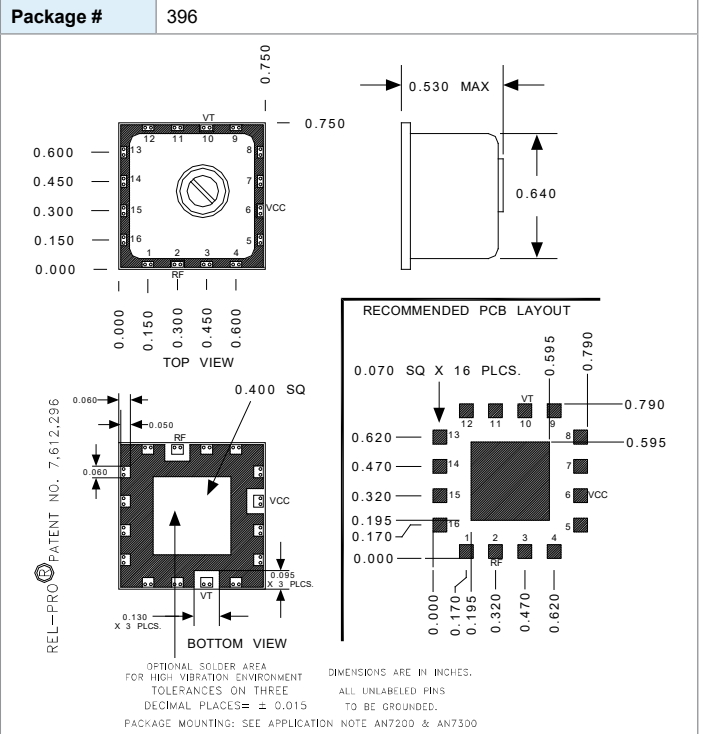 Package # 396
0.750
0.530 MAX
VT
0.750
12 11 10 9
0.600
13
8
0.450
14
7
0.640
0.300
15
6 VCC
0.150
16
5
1 2 3 4
0.000
RF
0.000
0.150
0.300
0.450
0.600
TOP VIEW
RECOMMENDED PCB LAYOUT
0.595
0.790
0.070 SQ X 16 PLCS.
VT
0.790
12 11 10 9
0.620
13
8
0.595
0.470
14
7
0.320
15
6 VCC
0.195
0.170
16
5
1 2 3 4
0.000
RF
0.000
0.170
0.195
0.320
0.470
0.620
0.060
0.400 SQ
0.050
RF
0.060
VCC
0.095
X 3 PLCS.
VT
0.130
X 3 PLCS.
BOTTOM VIEW
REL-PRO® PATENT NO. 7,612,296
OPTIONAL SOLDER AREA
FOR HIGH VIBRATION ENVIRONMENT
TOLERANCES ON THREE
DECIMAL PLACES= ± 0.015
DIMENSIONS ARE IN INCHES.
ALL UNLABELED PINS
TO BE GROUNDED.
PACKAGE MOUNTING: SEE APPLICATION NOTE AN7200 & AN7300